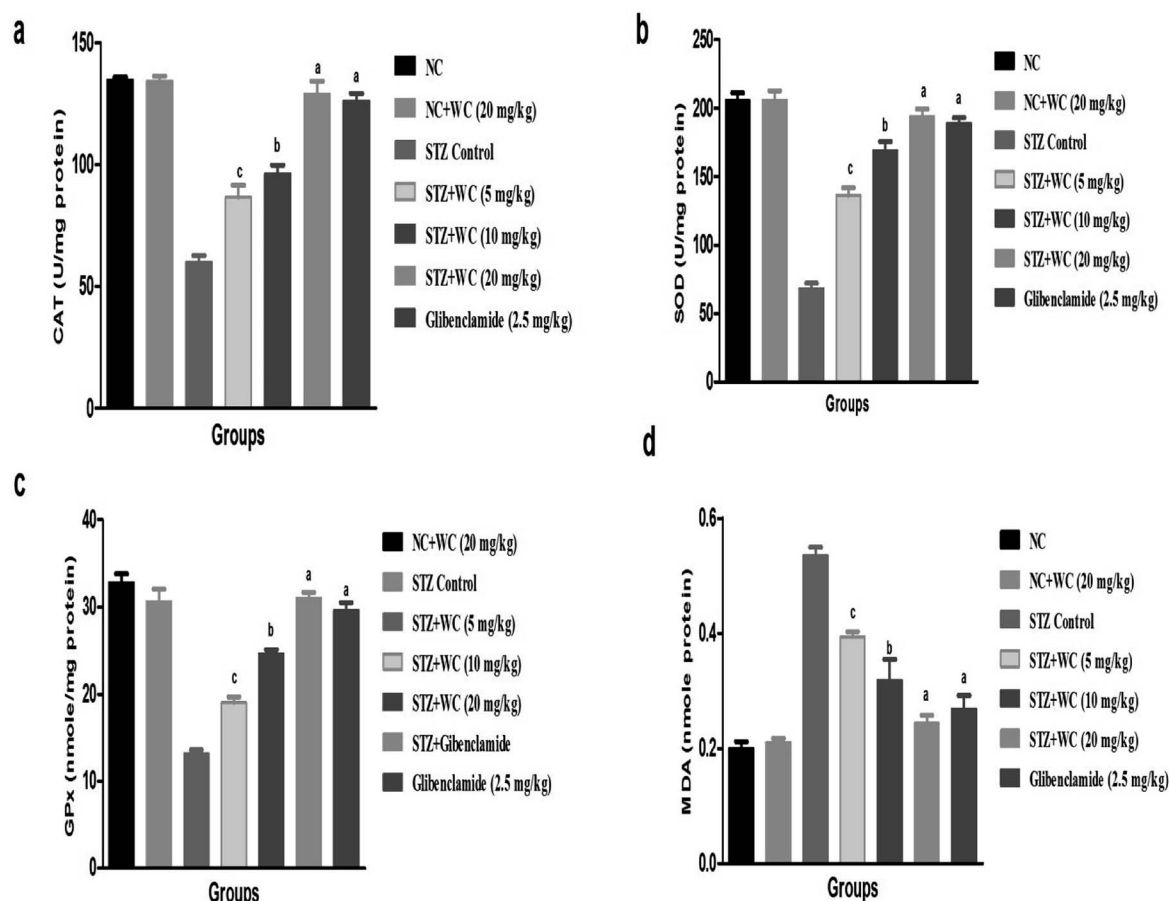 a
150
100
50
0
CAT (U/mg protein)
a
a
b
c
Groups
NC
NC+WC (20 mg/kg)
STZ Control
STZ+WC (5 mg/kg)
STZ+WC (10 mg/kg)
STZ+WC (20 mg/kg)
Glibenclamide (2.5 mg/kg)
b
250
200
150
100
50
0
SOD (U/mg protein)
a
a
b
c
Groups
NC
NC+WC (20 mg/kg)
STZ Control
STZ+WC (5 mg/kg)
STZ+WC (10 mg/kg)
STZ+WC (20 mg/kg)
Glibenclamide (2.5 mg/kg)
c
40
30
20
10
0
GPx (nmole/mg protein)
a
a
b
c
Groups
NC+WC (20 mg/kg)
STZ Control
STZ+WC (5 mg/kg)
STZ+WC (10 mg/kg)
STZ+WC (20 mg/kg)
STZ+Gibenclamide
Glibenclamide (2.5 mg/kg)
d
0.6
0.4
0.2
0.0
MDA (nmole protein)
c
b
a
a
Groups
NC
NC+WC (20 mg/kg)
STZ Control
STZ+WC (5 mg/kg)
STZ+WC (10 mg/kg)
STZ+WC (20 mg/kg)
Glibenclamide (2.5 mg/kg)